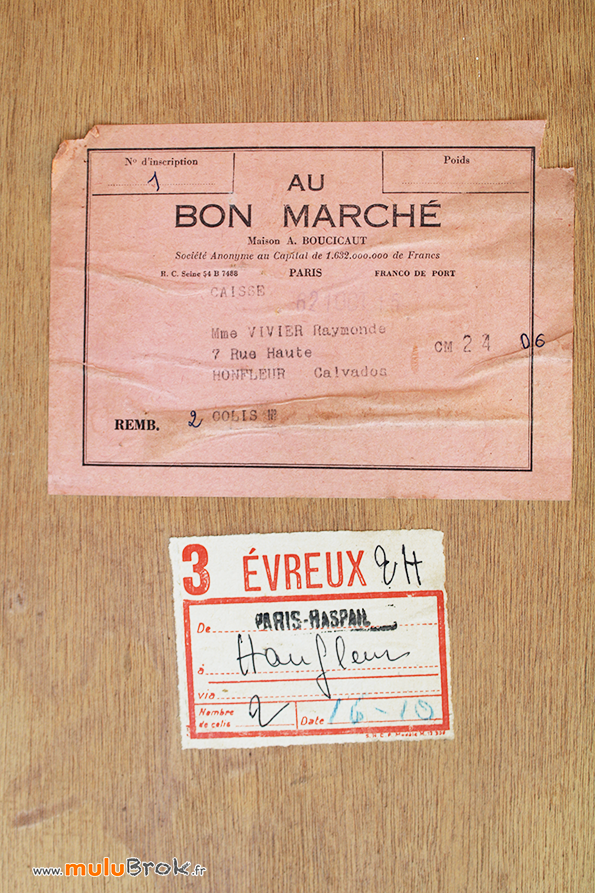 N° d'inscription
Poids
1
AU
BON MARCHÉ
Maison A. BOUCICAUT
Société Anonyme au Capital de 1.632.000.000 de Francs
R. C. Seine 54 B 7488 PARIS FRANCO DE PORT
CAISSE
Mme VIVIER Raymonde
7 Rue Haute CM 24 06
HONFLEUR Calvados
REMB. 2 COLIS
3 ÉVREUX 2H
De PARIS-RASPAIL
à Honfleur
via
Nombre de colis 2 Date 16-10
www.muluBrok.fr